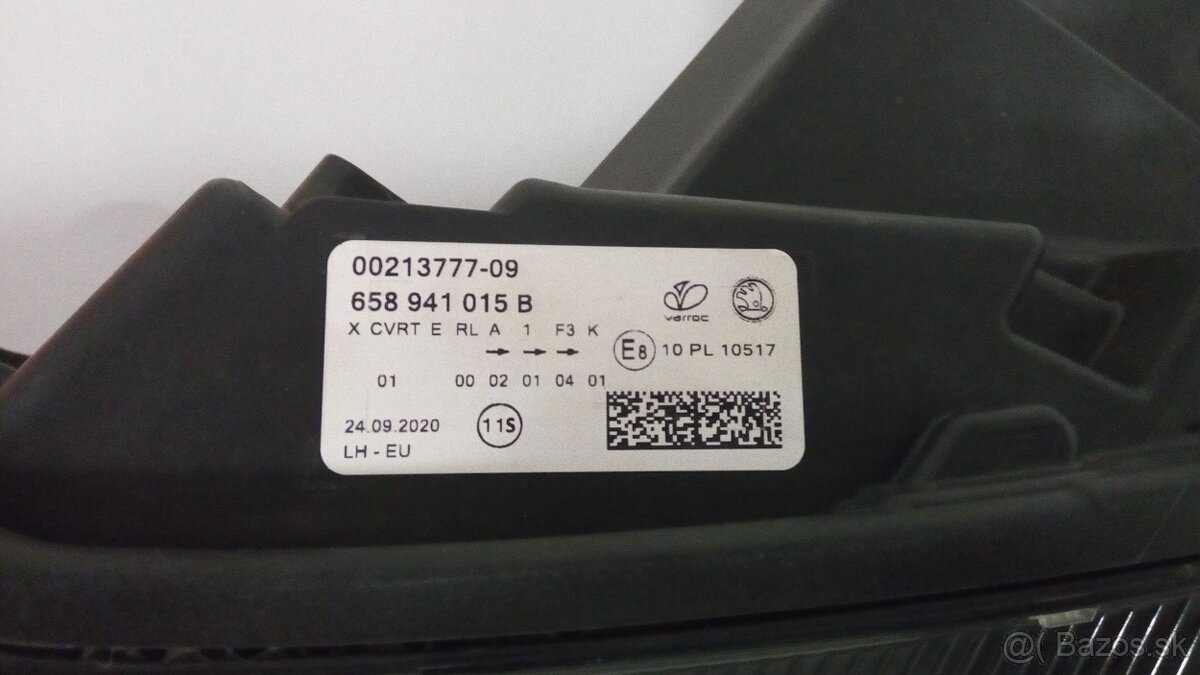 00213777-09
658 941 015 B
varroc
X CVRT E RL A 1 F3 K
E8 10 PL 10517
01 00 02 01 04 01
24.09.2020 11S
LH - EU
@( Bazos.sk